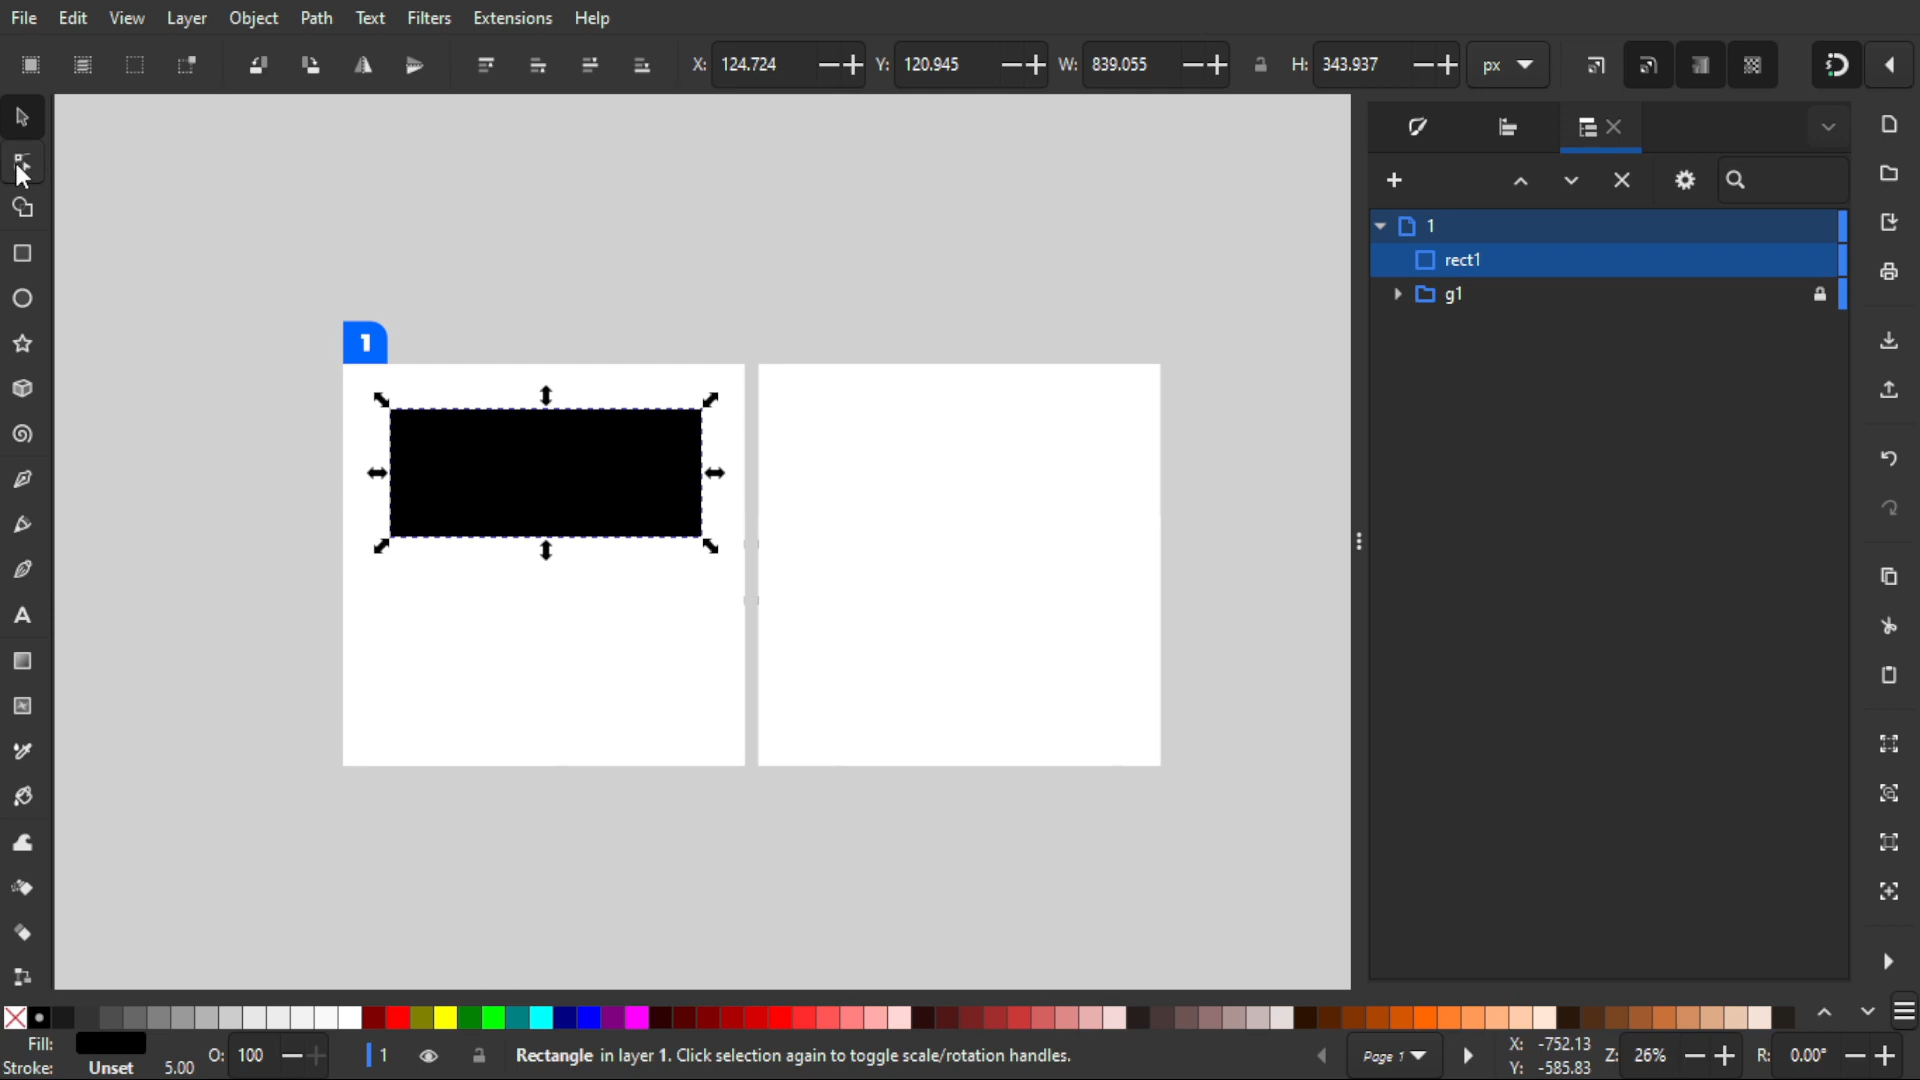 File Edit View Layer Object Path Text Filters Extensions Help
X: 124.724 Y: 120.945 W: 839.055 H: 343.937 px
1
rect1
g1
1
Fill: O: 100 1 Rectangle in layer 1. Click selection again to toggle scale/rotation handles. Page 1 X: -752.13 Z: 26% R: 0.00°
Stroke: Unset 5.00 Y: -585.83